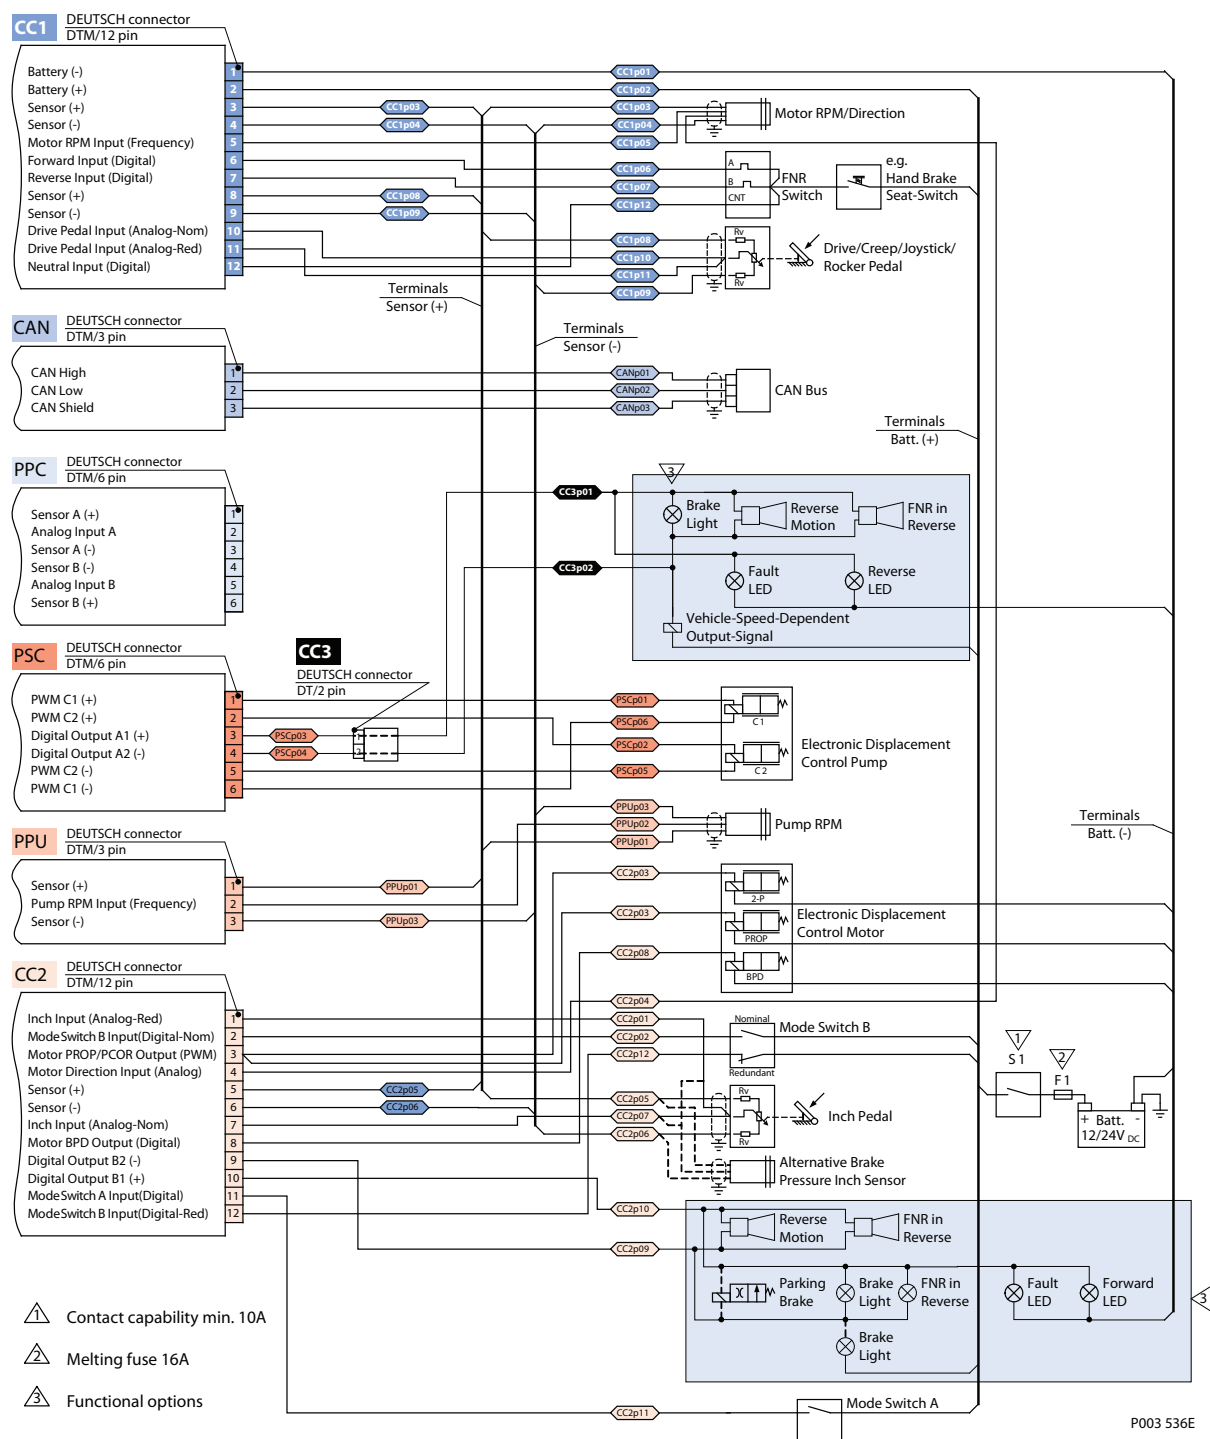 CC1
DEUTSCH connector
DTM/12 pin
Battery (-)
1
CC1p01
Battery (+)
2
CC1p02
Sensor (+)
3
CC1p03
CC1p03
Sensor (-)
4
CC1p04
CC1p04
Motor RPM/Direction
Motor RPM Input (Frequency)
5
CC1p05
Forward Input (Digital)
6
CC1p06
Reverse Input (Digital)
7
CC1p07
Sensor (+)
8
CC1p08
CC1p12
Sensor (-)
9
CC1p09
Drive Pedal Input (Analog-Nom)
10
CC1p08
Drive Pedal Input (Analog-Red)
11
CC1p10
Neutral Input (Digital)
12
CC1p11
CC1p09
A
B
CNT
FNR
Switch
e.g.
Hand Brake
Seat-Switch
Rv
Rv
Drive/Creep/Joystick/
Rocker Pedal
Terminals
Sensor (+)
Terminals
Sensor (-)
CAN
DEUTSCH connector
DTM/3 pin
CAN High
1
CANp01
CAN Low
2
CANp02
CAN Shield
3
CANp03
CAN Bus
Terminals
Batt. (+)
PPC
DEUTSCH connector
DTM/6 pin
Sensor A (+)
1
Analog Input A
2
Sensor A (-)
3
Sensor B (-)
4
Analog Input B
5
Sensor B (+)
6
CC3p01
CC3p02
3
Brake
Light
Reverse
Motion
FNR in
Reverse
Fault
LED
Reverse
LED
Vehicle-Speed-Dependent
Output-Signal
PSC
DEUTSCH connector
DTM/6 pin
CC3
DEUTSCH connector
DT/2 pin
PWM C1 (+)
1
PSCp01
PWM C2 (+)
2
PSCp06
Digital Output A1 (+)
3
PSCp03
1
Digital Output A2 (-)
4
PSCp04
2
PSCp02
PWM C2 (-)
5
PSCp05
PWM C1 (-)
6
C1
C2
Electronic Displacement
Control Pump
PPU
DEUTSCH connector
DTM/3 pin
PPUp03
PPUp02
PPUp01
Pump RPM
Terminals
Batt. (-)
Sensor (+)
1
PPUp01
Pump RPM Input (Frequency)
2
Sensor (-)
3
PPUp03
CC2p03
CC2p03
CC2p08
2-P
PROP
BPD
Electronic Displacement
Control Motor
CC2
DEUTSCH connector
DTM/12 pin
CC2p04
Inch Input (Analog-Red)
1
CC2p01
ModeSwitch B Input(Digital-Nom)
2
CC2p02
Motor PROP/PCOR Output (PWM)
3
CC2p12
Motor Direction Input (Analog)
4
Sensor (+)
5
CC2p05
CC2p05
Sensor (-)
6
CC2p06
CC2p07
Inch Input (Analog-Nom)
7
CC2p06
Motor BPD Output (Digital)
8
Digital Output B2 (-)
9
Digital Output B1 (+)
10
ModeSwitch A Input(Digital)
11
ModeSwitch B Input(Digital-Red)
12
Nominal
Redundant
Mode Switch B
Rv
Rv
Inch Pedal
Alternative Brake
Pressure Inch Sensor
1
S 1
2
F 1
+ Batt. -
12/24V DC
CC2p10
CC2p09
Reverse
Motion
FNR in
Reverse
Parking
Brake
Brake
Light
FNR in
Reverse
Fault
LED
Forward
LED
Brake
Light
3
1 Contact capability min. 10A
2 Melting fuse 16A
3 Functional options
CC2p11
Mode Switch A
P003 536E